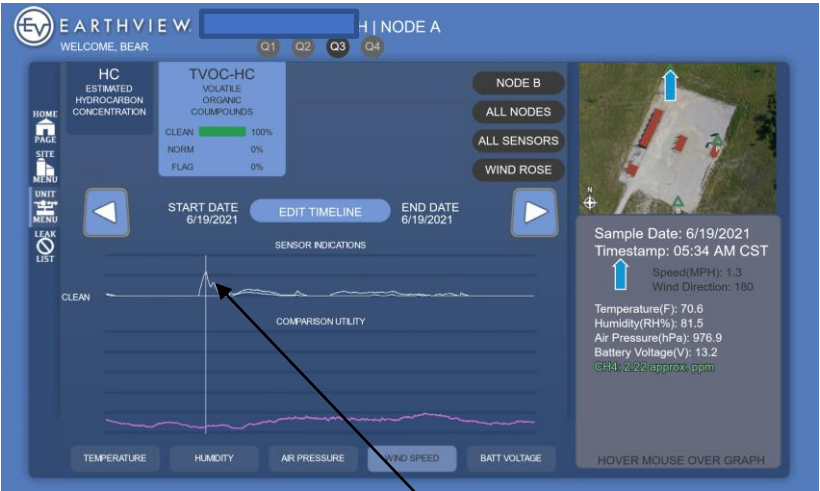 EARTHVIEW.
H | NODE A
WELCOME, BEAR
Q1 Q2 Q3 Q4
HC
ESTIMATED
HYDROCARBON
CONCENTRATION
TVOC-HC
VOLATILE
ORGANIC
COUMPOUNDS
CLEAN 100%
NORM 0%
FLAG 0%
NODE B
ALL NODES
ALL SENSORS
WIND ROSE
HOME
PAGE
SITE
MENU
UNIT
MENU
LEAK
LIST
START DATE
6/19/2021
EDIT TIMELINE
END DATE
6/19/2021
SENSOR INDICATIONS
CLEAN
COMPARISON UTILITY
TEMPERATURE
HUMIDITY
AIR PRESSURE
WIND SPEED
BATT VOLTAGE
N
Sample Date: 6/19/2021
Timestamp: 05:34 AM CST
Speed(MPH): 1.3
Wind Direction: 180
Temperature(F): 70.6
Humidity(RH%): 81.5
Air Pressure(hPa): 976.9
Battery Voltage(V): 13.2
CH4: 2.22 approx. ppm
HOVER MOUSE OVER GRAPH